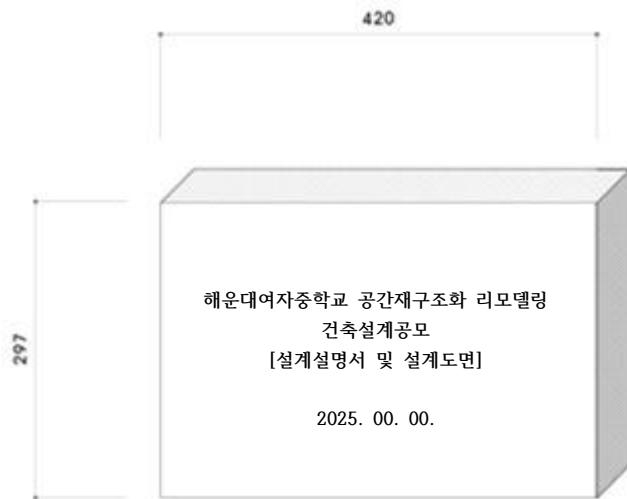 420
297
해운대여자중학교 공간재구조화 리모델링
건축설계공모
[설계설명서 및 설계도면]
2025. 00. 00.